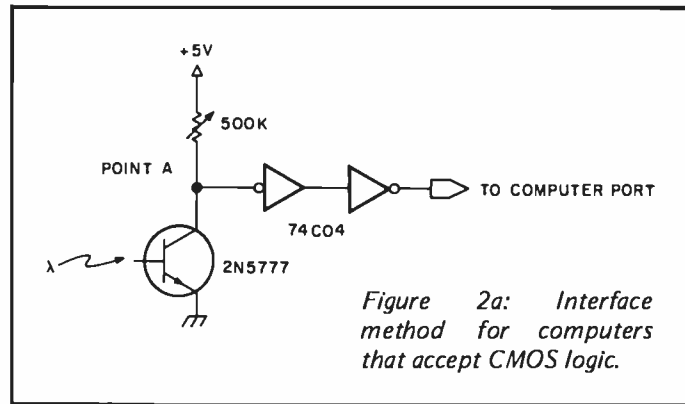 +5V
500K
POINT A
TO COMPUTER PORT
74C04
λ
2N5777
Figure 2a: Interface
method for computers
that accept CMOS logic.